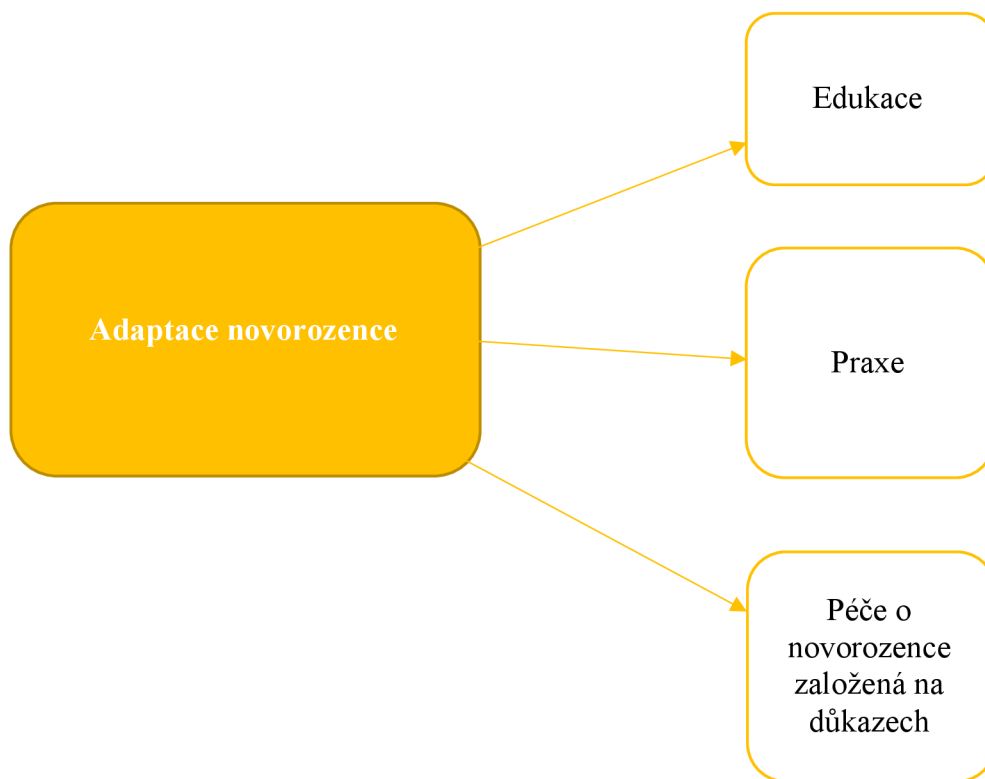 Edukace
Adaptace novorozence
Praxe
Péče o
novorozence
založená na
důkazech